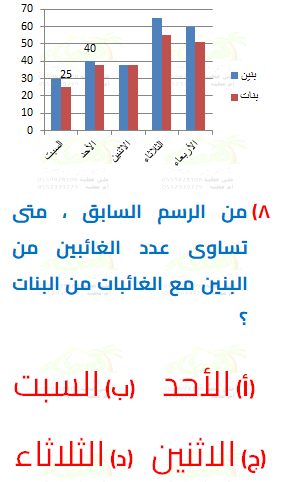 70
60
50
40
30
20
10
0
40
25
السبت
الأحد
الاثنين
الثلاثاء
الأربعاء
بنين
بنات
٨) من الرسم السابق ، متى
تساوى عدد الغائبين من
البنين مع الغائبات من البنات
؟
(أ) الأحد (ب) السبت
(ج) الاثنين (د) الثلاثاء